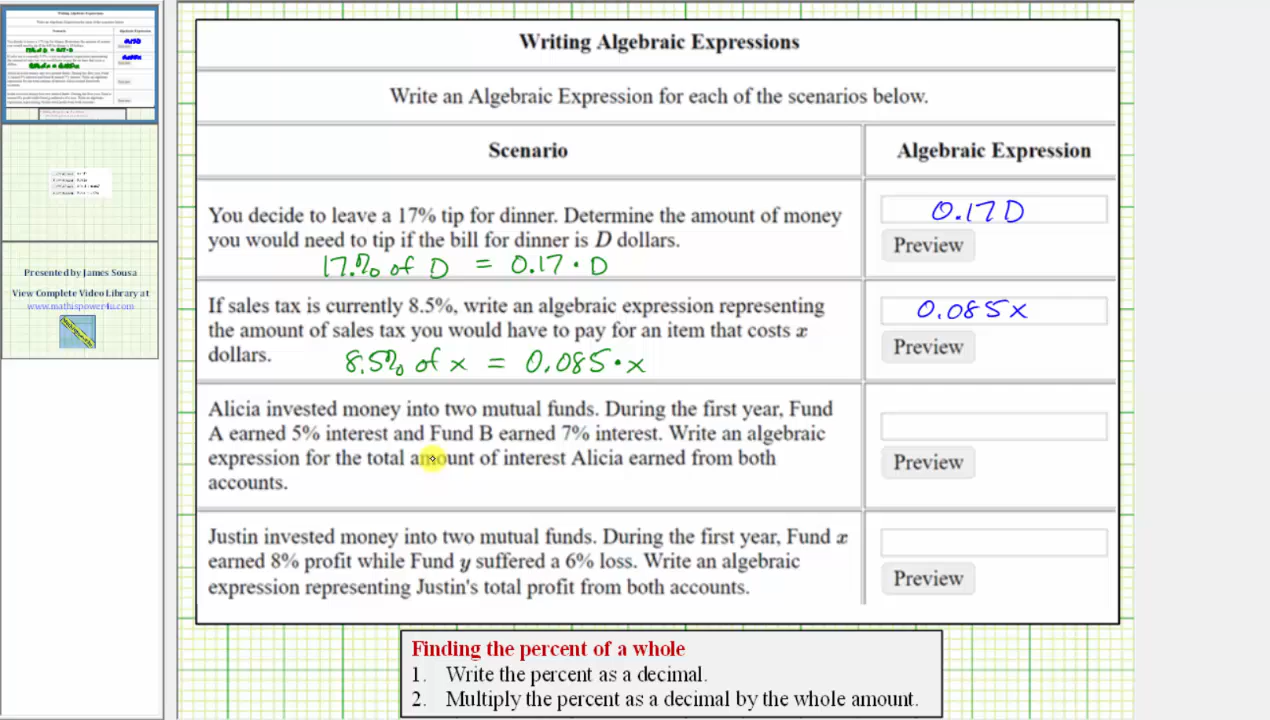 Writing Algebraic Expressions
Write an Algebraic Expression for each of the scenarios below.
Scenario
Algebraic Expression
You decide to leave a 17% tip for dinner. Determine the amount of money
you would need to tip if the bill for dinner is D dollars.
17% of D = 0.17 · D
0.17D
Preview
If sales tax is currently 8.5%, write an algebraic expression representing
the amount of sales tax you would have to pay for an item that costs x
dollars.
8.5% of x = 0.085 · x
0.085x
Preview
Alicia invested money into two mutual funds. During the first year, Fund
A earned 5% interest and Fund B earned 7% interest. Write an algebraic
expression for the total amount of interest Alicia earned from both
accounts.
Preview
Justin invested money into two mutual funds. During the first year, Fund x
earned 8% profit while Fund y suffered a 6% loss. Write an algebraic
expression representing Justin's total profit from both accounts.
Preview
Finding the percent of a whole
1. Write the percent as a decimal.
2. Multiply the percent as a decimal by the whole amount.
Presented by James Sousa
View Complete Video Library at
www.mathispower4u.com